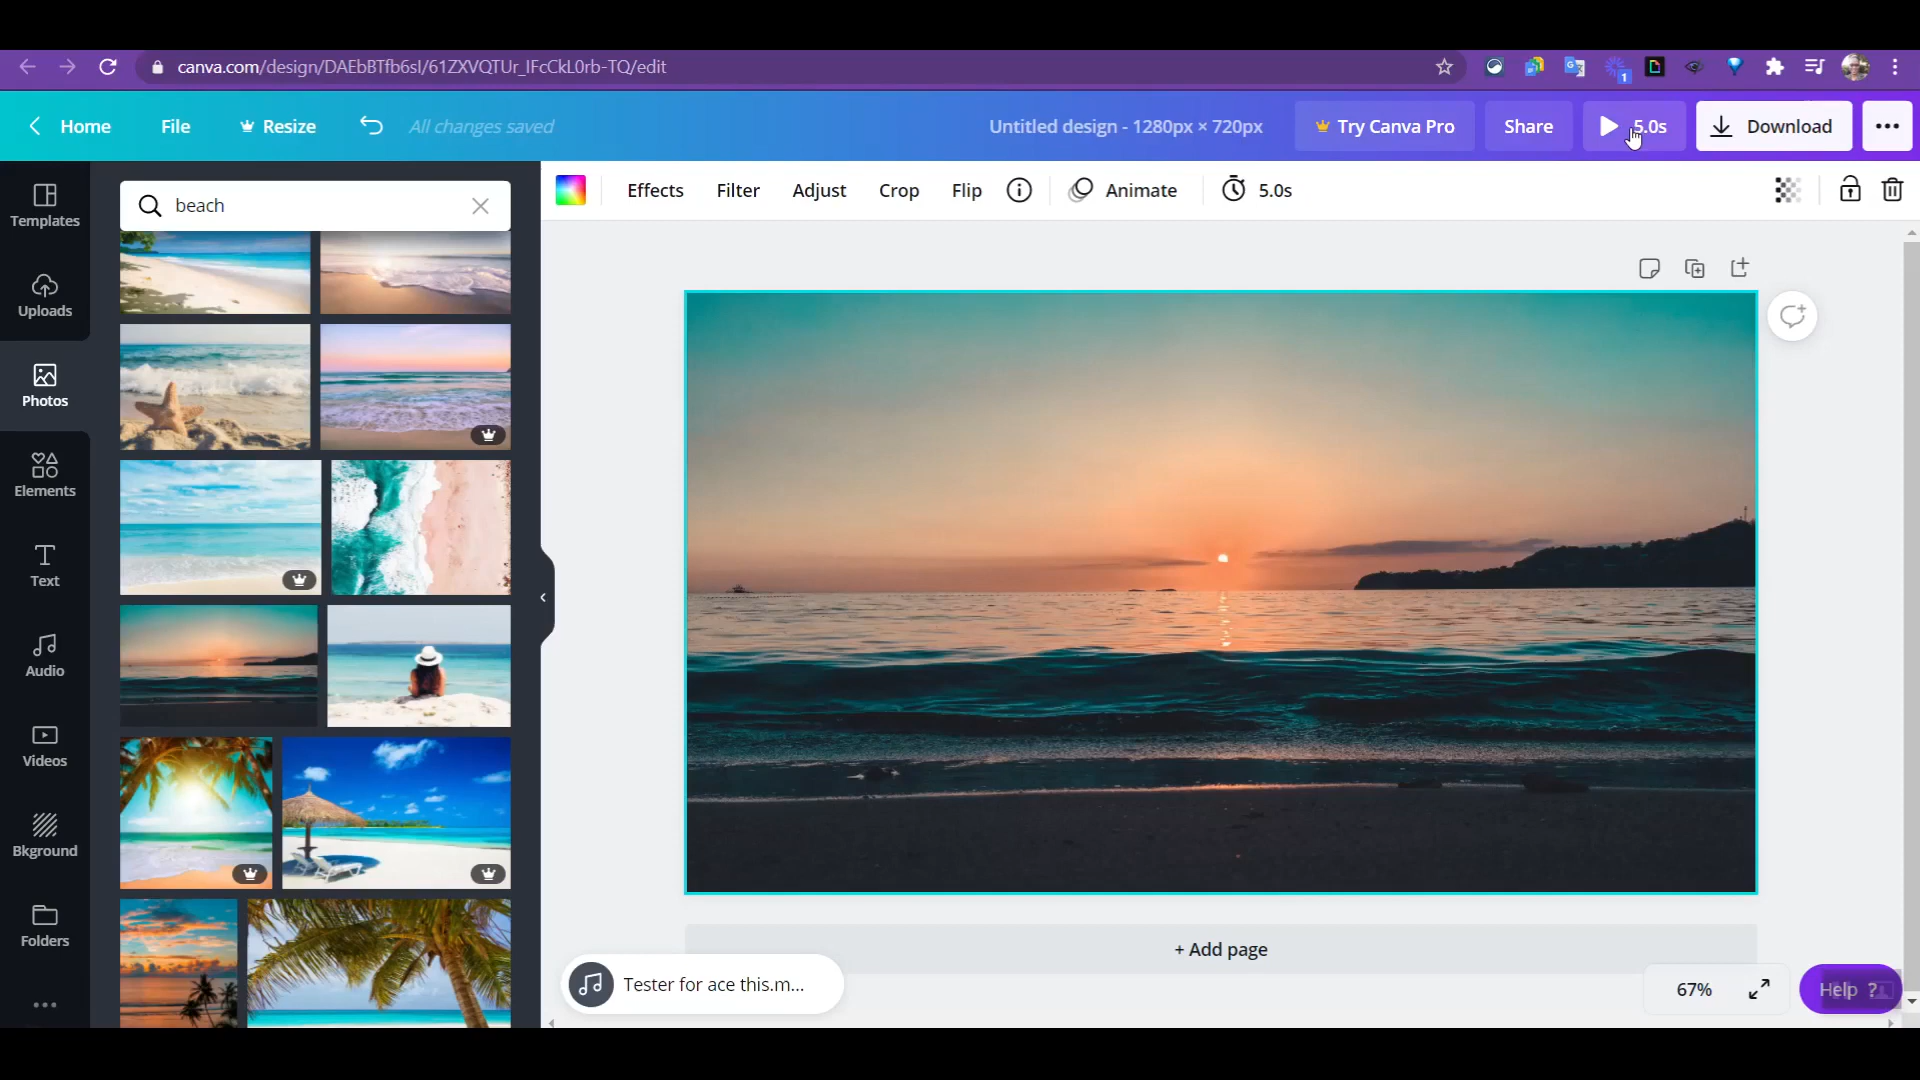 canva.com/design/DAEbBTfb6sI/61ZXVQTUr_IFcCkL0rb-TQ/edit
1
Home
File
Resize
All changes saved
Untitled design - 1280px × 720px
Try Canva Pro
Share
5.0s
Download
Templates
Uploads
Photos
Elements
Text
Audio
Videos
Bkground
Folders
beach
Effects
Filter
Adjust
Crop
Flip
Animate
5.0s
+ Add page
Tester for ace this.m...
67%
Help ?